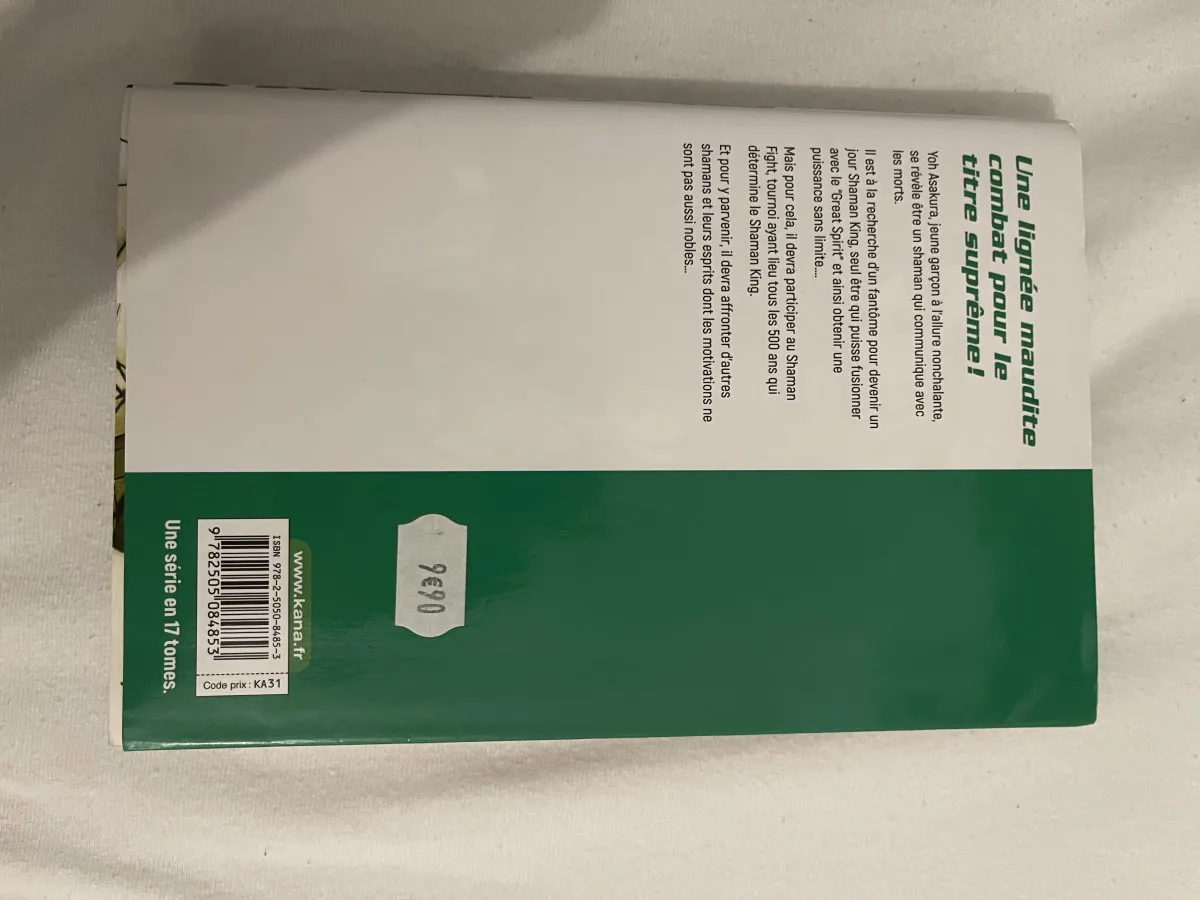 Une lignée maudite
combat pour le
titre suprême!
Yoh Asakura, jeune garçon à l'allure nonchalante,
se révèle être un shaman qui communique avec
les morts.
Il est à la recherche d'un fantôme pour devenir un
jour Shaman King, seul être qui puisse fusionner
avec le "Great Spirit" et ainsi obtenir une
puissance sans limite....
Mais pour cela, il devra participer au Shaman
Fight, tournoi ayant lieu tous les 500 ans qui
détermine le Shaman King.
Et pour y parvenir, il devra affronter d'autres
shamans et leurs esprits dont les motivations ne
sont pas aussi nobles...
9€90
www.kana.fr
ISBN 978-2-5050-8485-3
9 782505 084853
Code prix : KA31
Une série en 17 tomes.